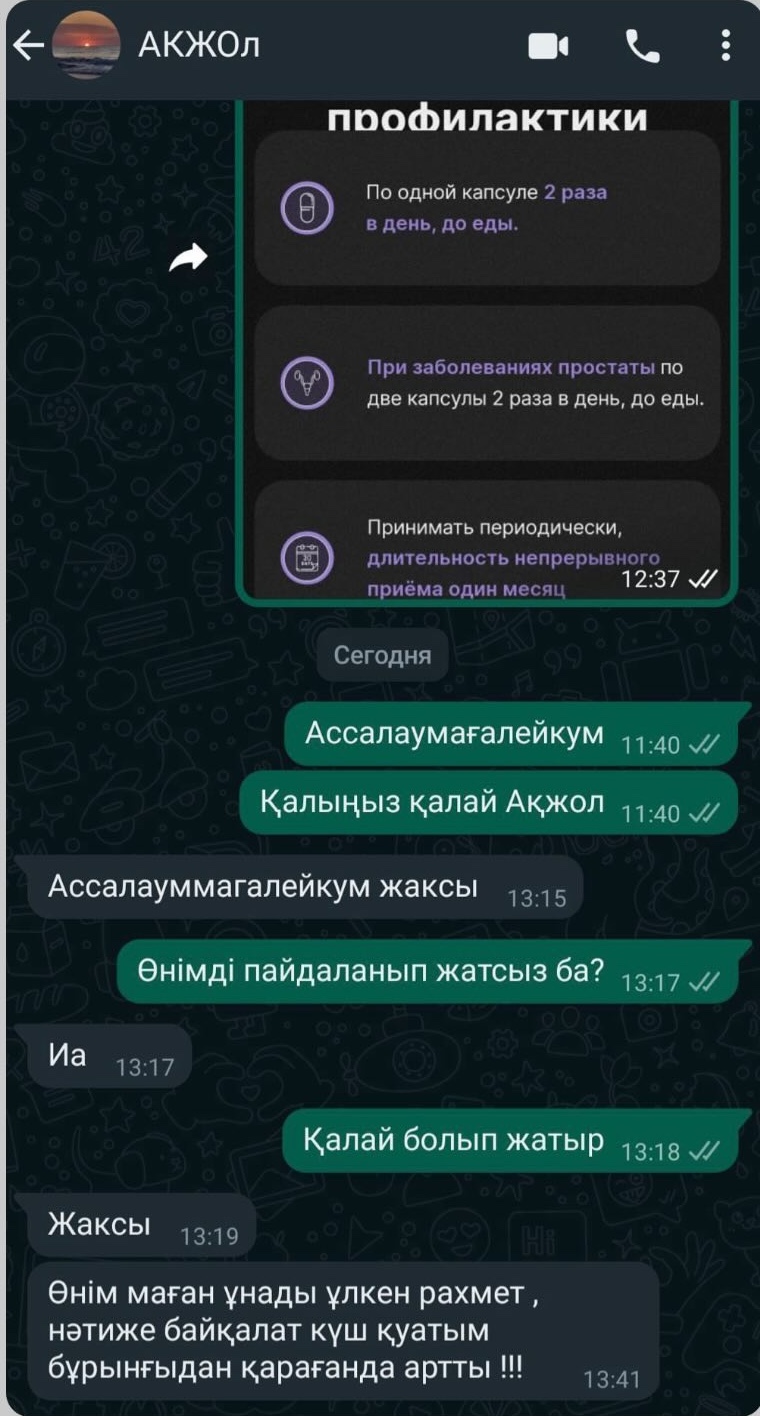 АКЖОл
профилактики
По одной капсуле 2 раза
в день, до еды.
При заболеваниях простаты по
две капсулы 2 раза в день, до еды.
Принимать периодически,
длительность непрерывного
приёма один месяц
12:37
Сегодня
Ассалаумағалейкум 11:40
Қалыңыз қалай Ақжол 11:40
Ассалауммагалейкум жаксы 13:15
Өнімді пайдаланып жатсыз ба? 13:17
Иа 13:17
Қалай болып жатыр 13:18
Жаксы 13:19
Өнім маған ұнады ұлкен рахмет ,
нәтиже байқалат күш қуатым
бұрынғыдан қарағанда артты !!!
13:41